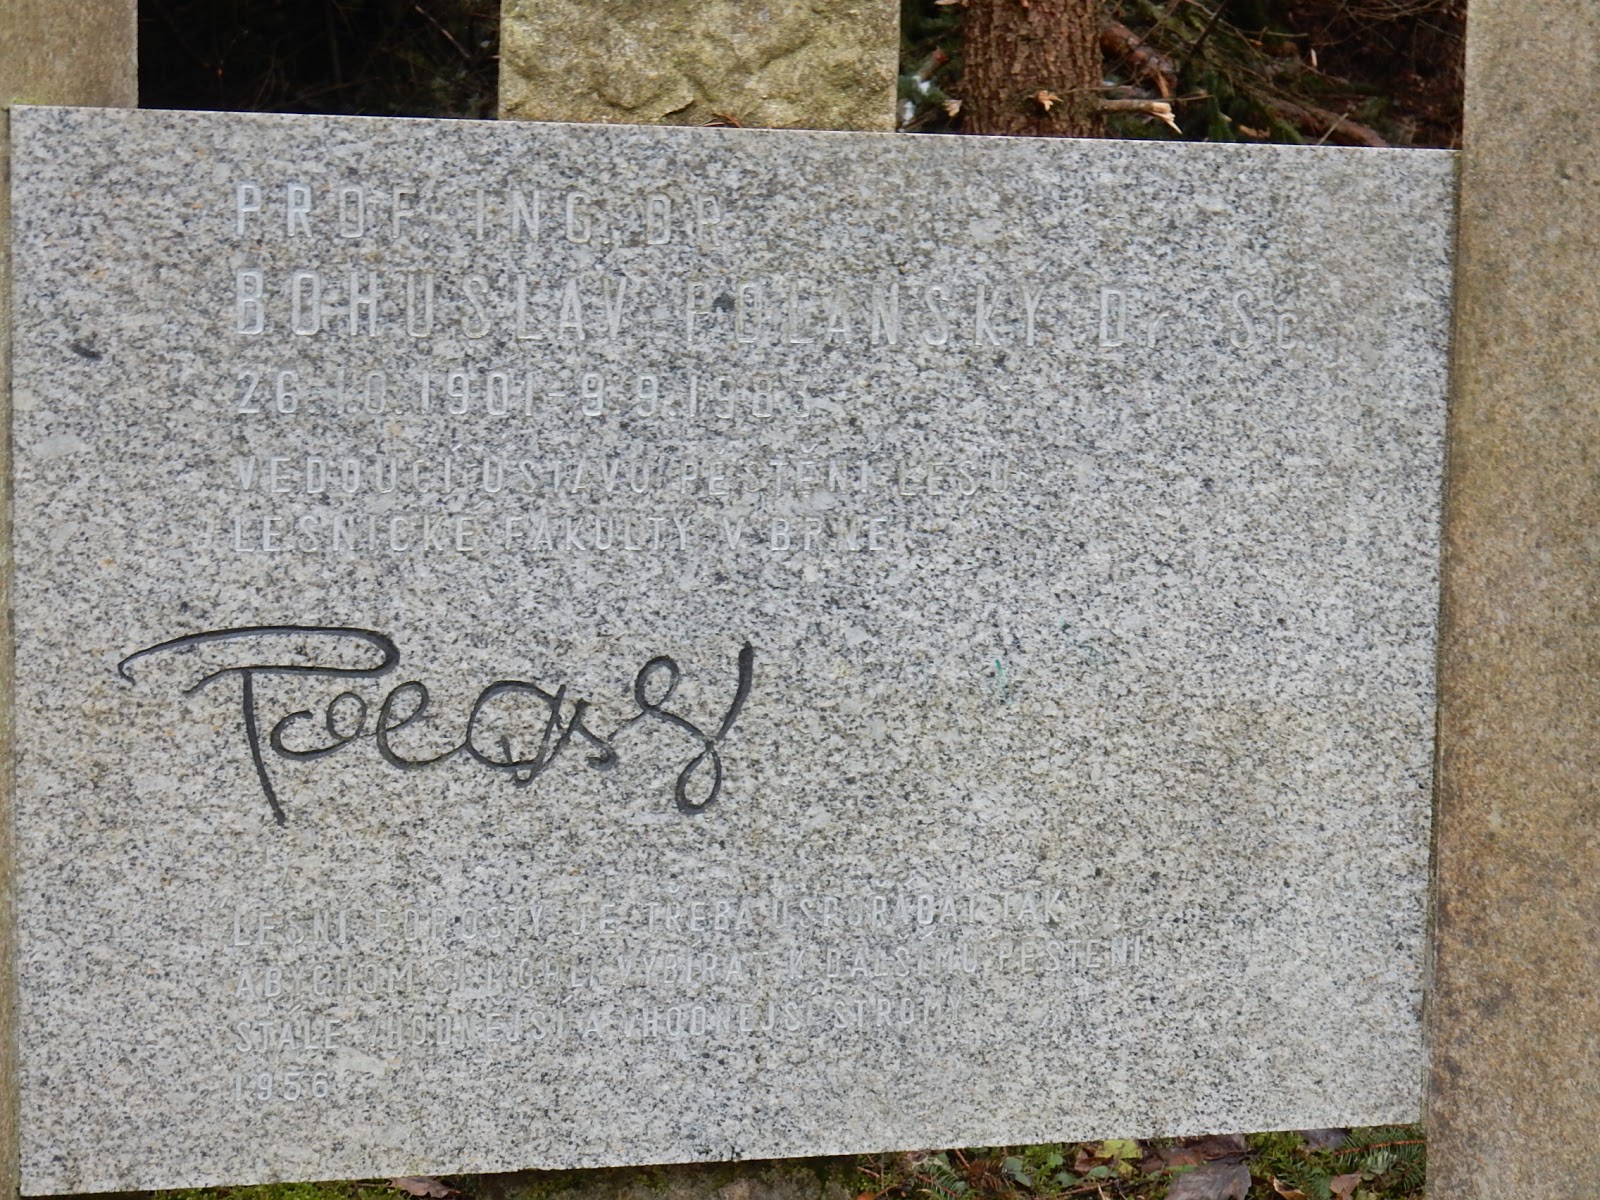 PROF. ING. DR.
BOHUSLAV POLANSKÝ Dr Sc.
26.10.1901-9.9.1983
VEDOUCÍ ÚSTAVU PĚSTĚNÍ LESŮ
LESNICKÉ FAKULTY V BRNĚ
"LESNÍ POROSTY JE TŘEBA USPOŘÁDAT TAK
ABYCHOM SI MOHLI VYBÍRAT K DALŠÍMU PĚSTĚNÍ
STÁLE VHODNĚJŠÍ A VHODNĚJŠÍ STROMY"
1956